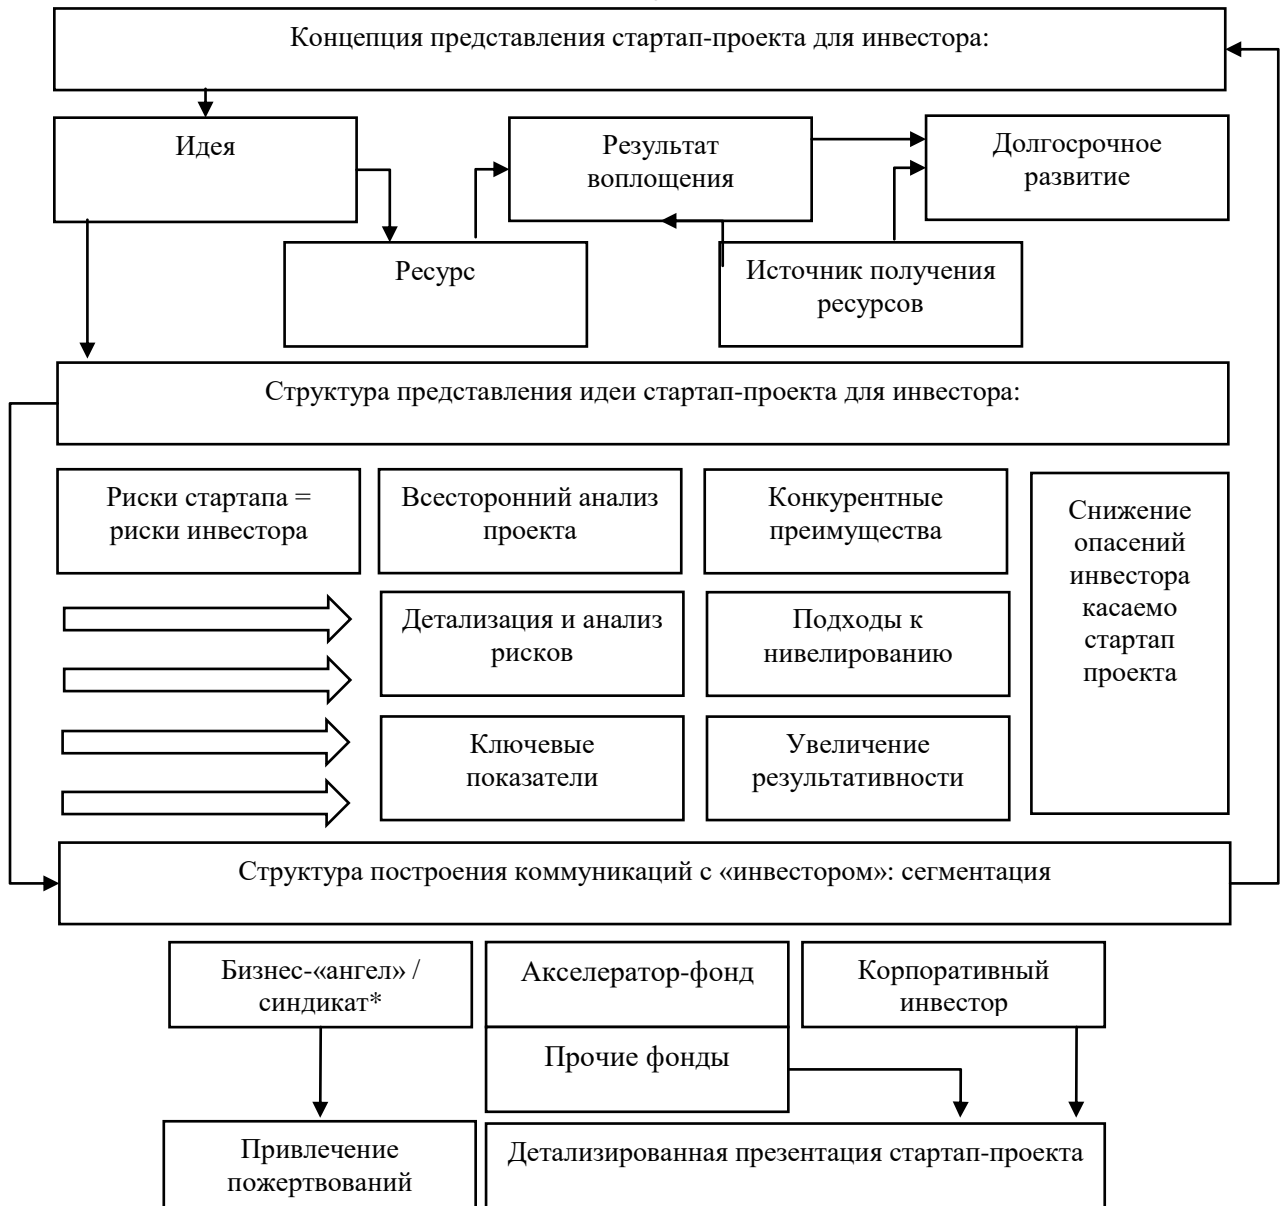 Концепция представления стартап-проекта для инвестора:
Идея
Результат
воплощения
Долгосрочное
развитие
Ресурс
Источник получения
ресурсов
Структура представления идеи стартап-проекта для инвестора:
Риски стартапа =
риски инвестора
Всесторонний анализ
проекта
Конкурентные
преимущества
Снижение
опасений
инвестора
касаемо
стартап
проекта
Детализация и анализ
рисков
Подходы к
нивелированию
Ключевые
показатели
Увеличение
результативности
Структура построения коммуникаций с «инвестором»: сегментация
Бизнес-«ангел» /
синдикат*
Акселератор-фонд
Корпоративный
инвестор
Прочие фонды
Привлечение
пожертвований
Детализированная презентация стартап-проекта